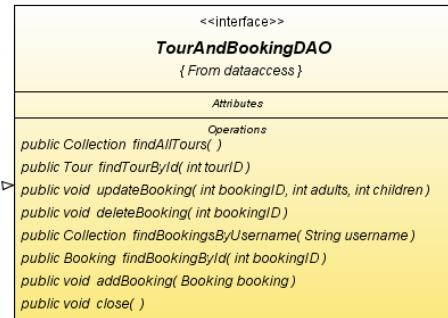 <<interface>>
TourAndBookingDAO
{ From dataaccess }
Attributes
Operations
public Collection findAllTours( )
public Tour findTourById( int tourID )
public void updateBooking( int bookingID, int adults, int children )
public void deleteBooking( int bookingID )
public Collection findBookingsByUsername( String username )
public Booking findBookingById( int bookingID )
public void addBooking( Booking booking )
public void close( )